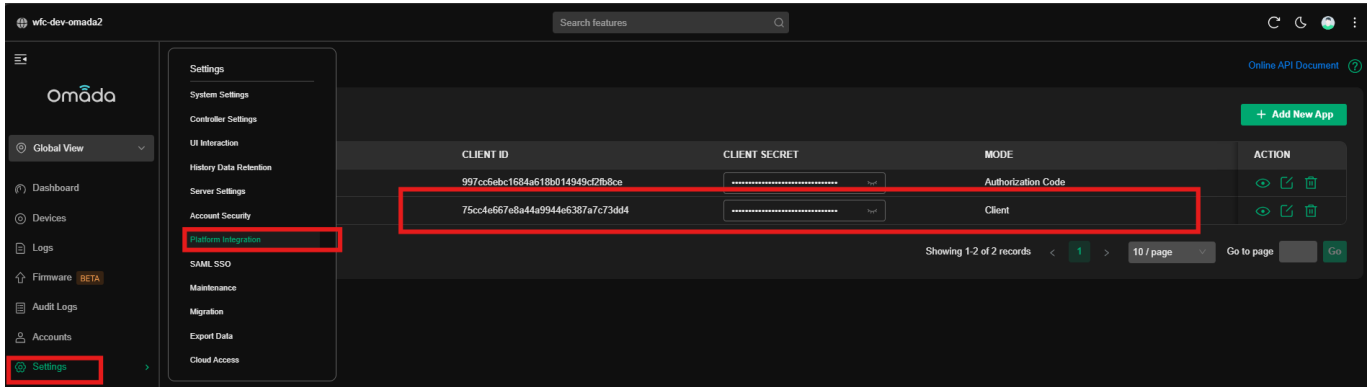 wfc-dev-omada2
Search features
Online API Document
omada
Global View
Dashboard
Devices
Logs
Firmware BETA
Audit Logs
Accounts
Settings
Settings
System Settings
Controller Settings
UI Interaction
History Data Retention
Server Settings
Account Security
Platform Integration
SAML SSO
Maintenance
Migration
Export Data
Cloud Access
+ Add New App
CLIENT ID CLIENT SECRET MODE ACTION
997cc6ebc1684a618b014949cf2fb8ce •••••••••••••••••••••••••••••••• Authorization Code
75cc4e667e8a44a9944e6387a7c73dd4 •••••••••••••••••••••••••••••••• Client
Showing 1-2 of 2 records < 1 > 10 / page Go to page Go